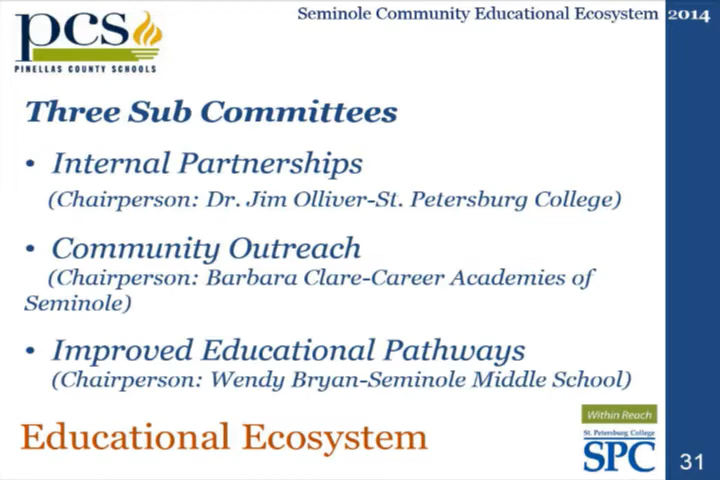 Seminole Community Educational Ecosystem 2014
pcs
PINELLAS COUNTY SCHOOLS
Three Sub Committees
• Internal Partnerships
(Chairperson: Dr. Jim Olliver-St. Petersburg College)
• Community Outreach
(Chairperson: Barbara Clare-Career Academies of
Seminole)
• Improved Educational Pathways
(Chairperson: Wendy Bryan-Seminole Middle School)
Educational Ecosystem
Within Reach
St. Petersburg College
SPC
31